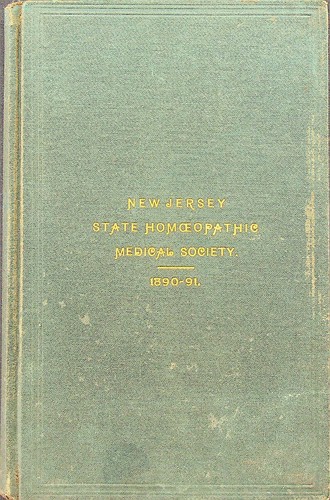 NEW JERSEY
STATE HOMŒOPATHIC
MEDICAL SOCIETY.
1890-91.